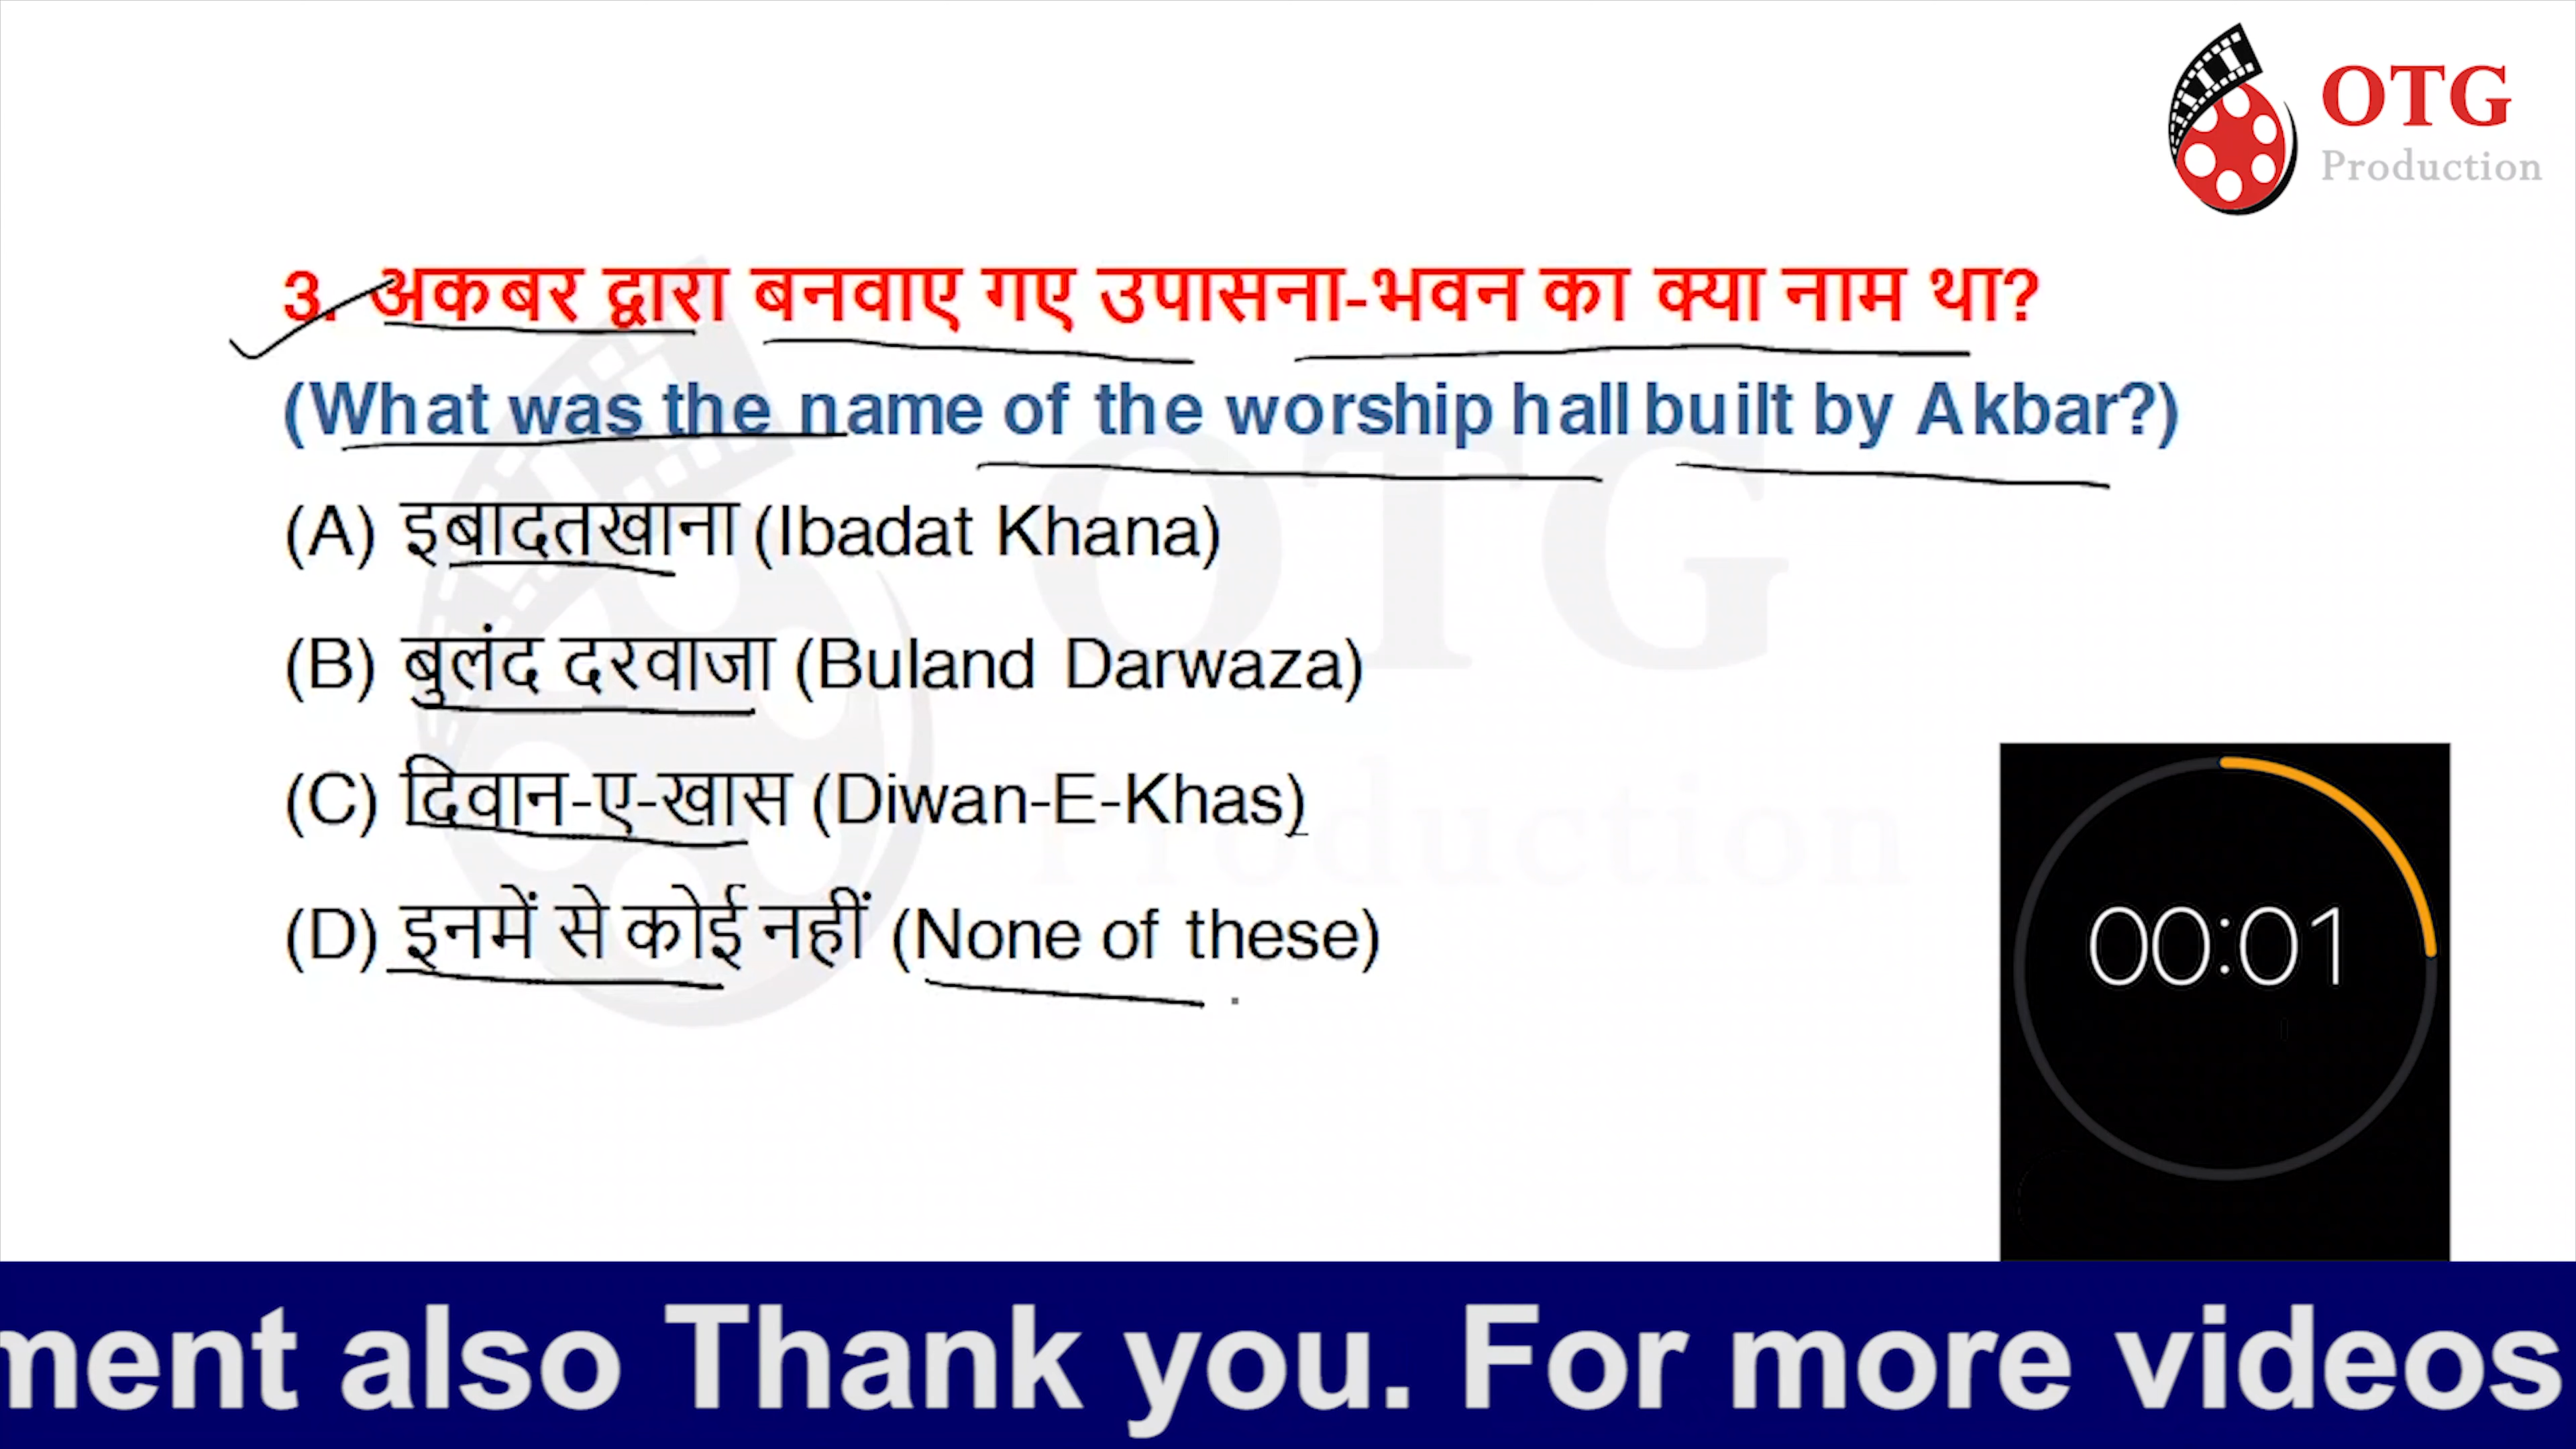 OTG
Production
3. अकबर द्वारा बनवाए गए उपासना-भवन का क्या नाम था?
(What was the name of the worship hall built by Akbar?)
(A) इबादतखाना (Ibadat Khana)
(B) बुलंद दरवाजा (Buland Darwaza)
(C) दिवान-ए-खास (Diwan-E-Khas)
(D) इनमें से कोई नहीं (None of these)
OTG
Production
00:01
ment also Thank you. For more videos